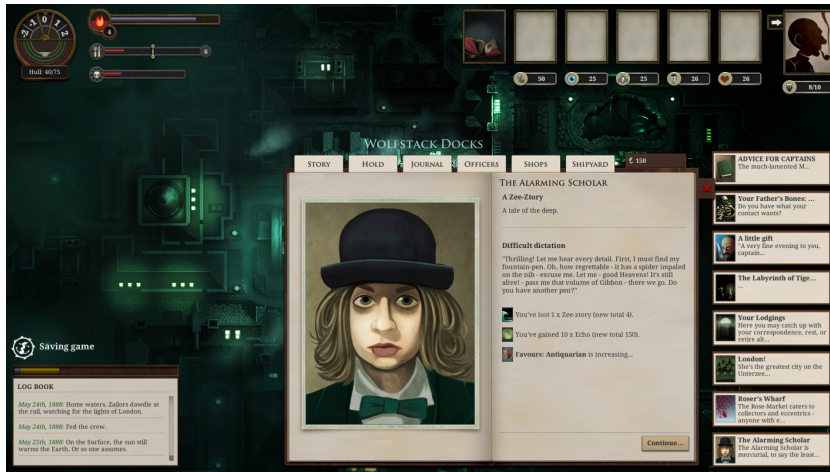 -2 -1 0 1 2
Hull: 40/75
4
6
50
25
25
26
26
8/10
WOLFSTACK DOCKS
STORY
HOLD
JOURNAL
OFFICERS
SHOPS
SHIPYARD
150
THE ALARMING SCHOLAR
A Zee-Ztory
A tale of the deep.
Difficult dictation
"Thrilling! Let me hear every detail. First, I must find my
fountain-pen. Oh, how regrettable - it has a spider impaled
on the nib - excuse me. Let me - good Heavens! It's still
alive! - pass me that volume of Gibbon - there we go. Do
you have another pen?"
You've lost 1 x Zee-ztory (new total 4).
You've gained 10 x Echo (new total 150).
Favours: Antiquarian is increasing...
Continue...
ADVICE FOR CAPTAINS
The much-lamented M...
Your Father's Bones: ...
Do you have what your
contact wants?
A little gift
"A very fine evening to you,
captain...
The Labyrinth of Tige...
...
Your Lodgings
Here you may catch up with
your correspondence, rest, or
retire alt...
London!
She's the greatest city on the
Unterzee...
Roser's Wharf
The Rose-Market caters to
collectors and eccentrics -
anyone with e...
The Alarming Scholar
is
mercurial, to say the least...
Saving game
LOG BOOK
May 24th, 1888: Home waters. Zailors dawdle at
the rail, watching for the lights of London.
May 24th, 1888: Fed the crew.
May 25th, 1888: On the Surface, the sun still
warms the Earth. Or so one assumes.